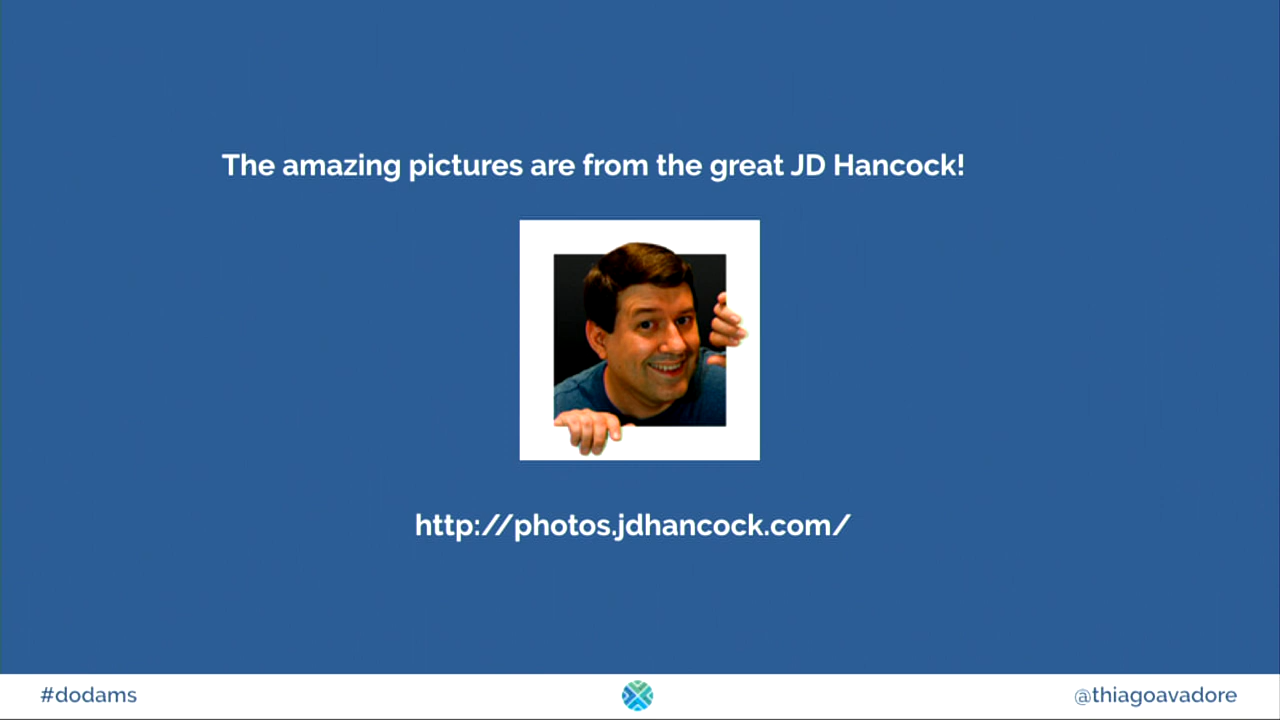 The amazing pictures are from the great JD Hancock!
http://photos.jdhancock.com/
#dodams
@thiagoavadore